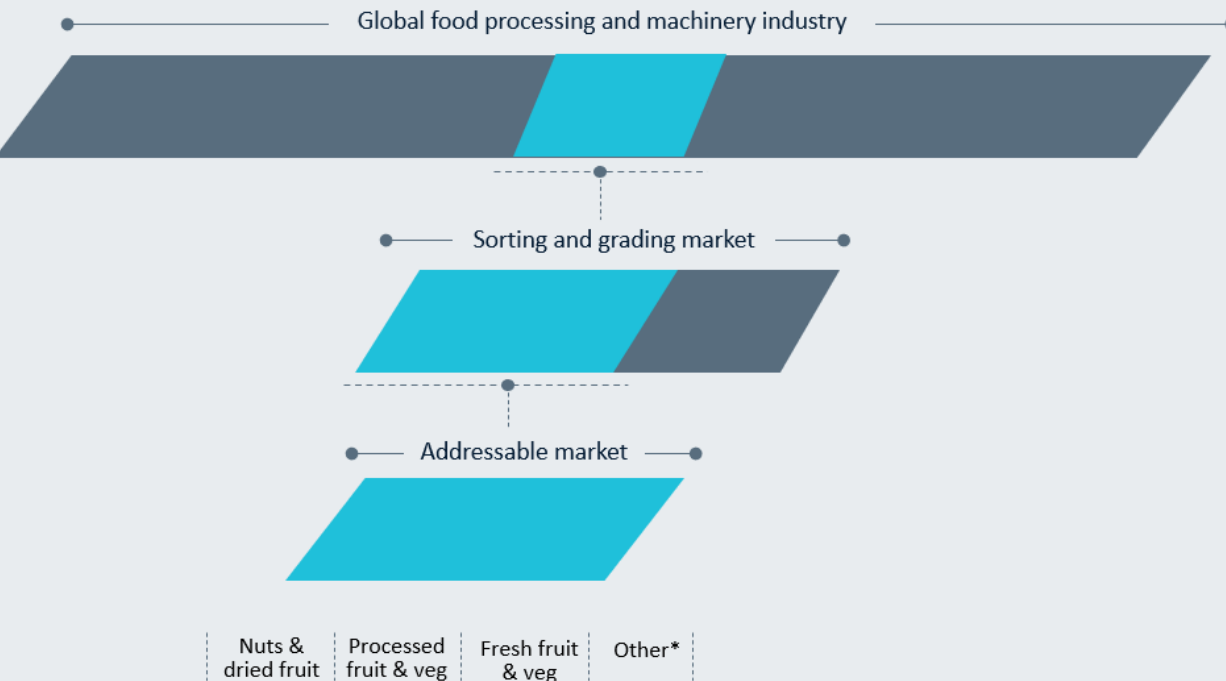 Global food processing and machinery industry
Sorting and grading market
Addressable market
Nuts &
dried fruit
Processed
fruit & veg
Fresh fruit
& veg
Other*